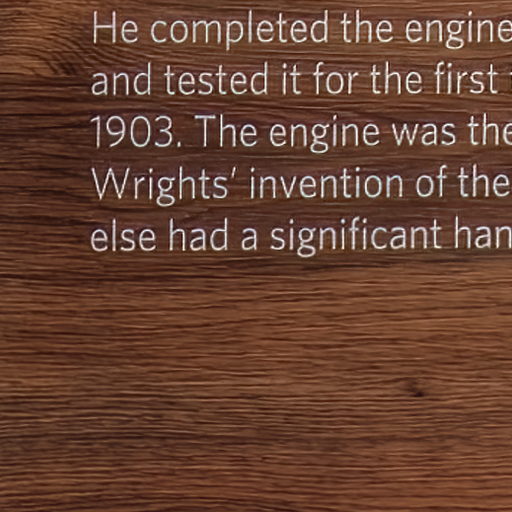 He completed the engine
and tested it for the first
1903. The engine was the
Wrights' invention of the
else had a significant han